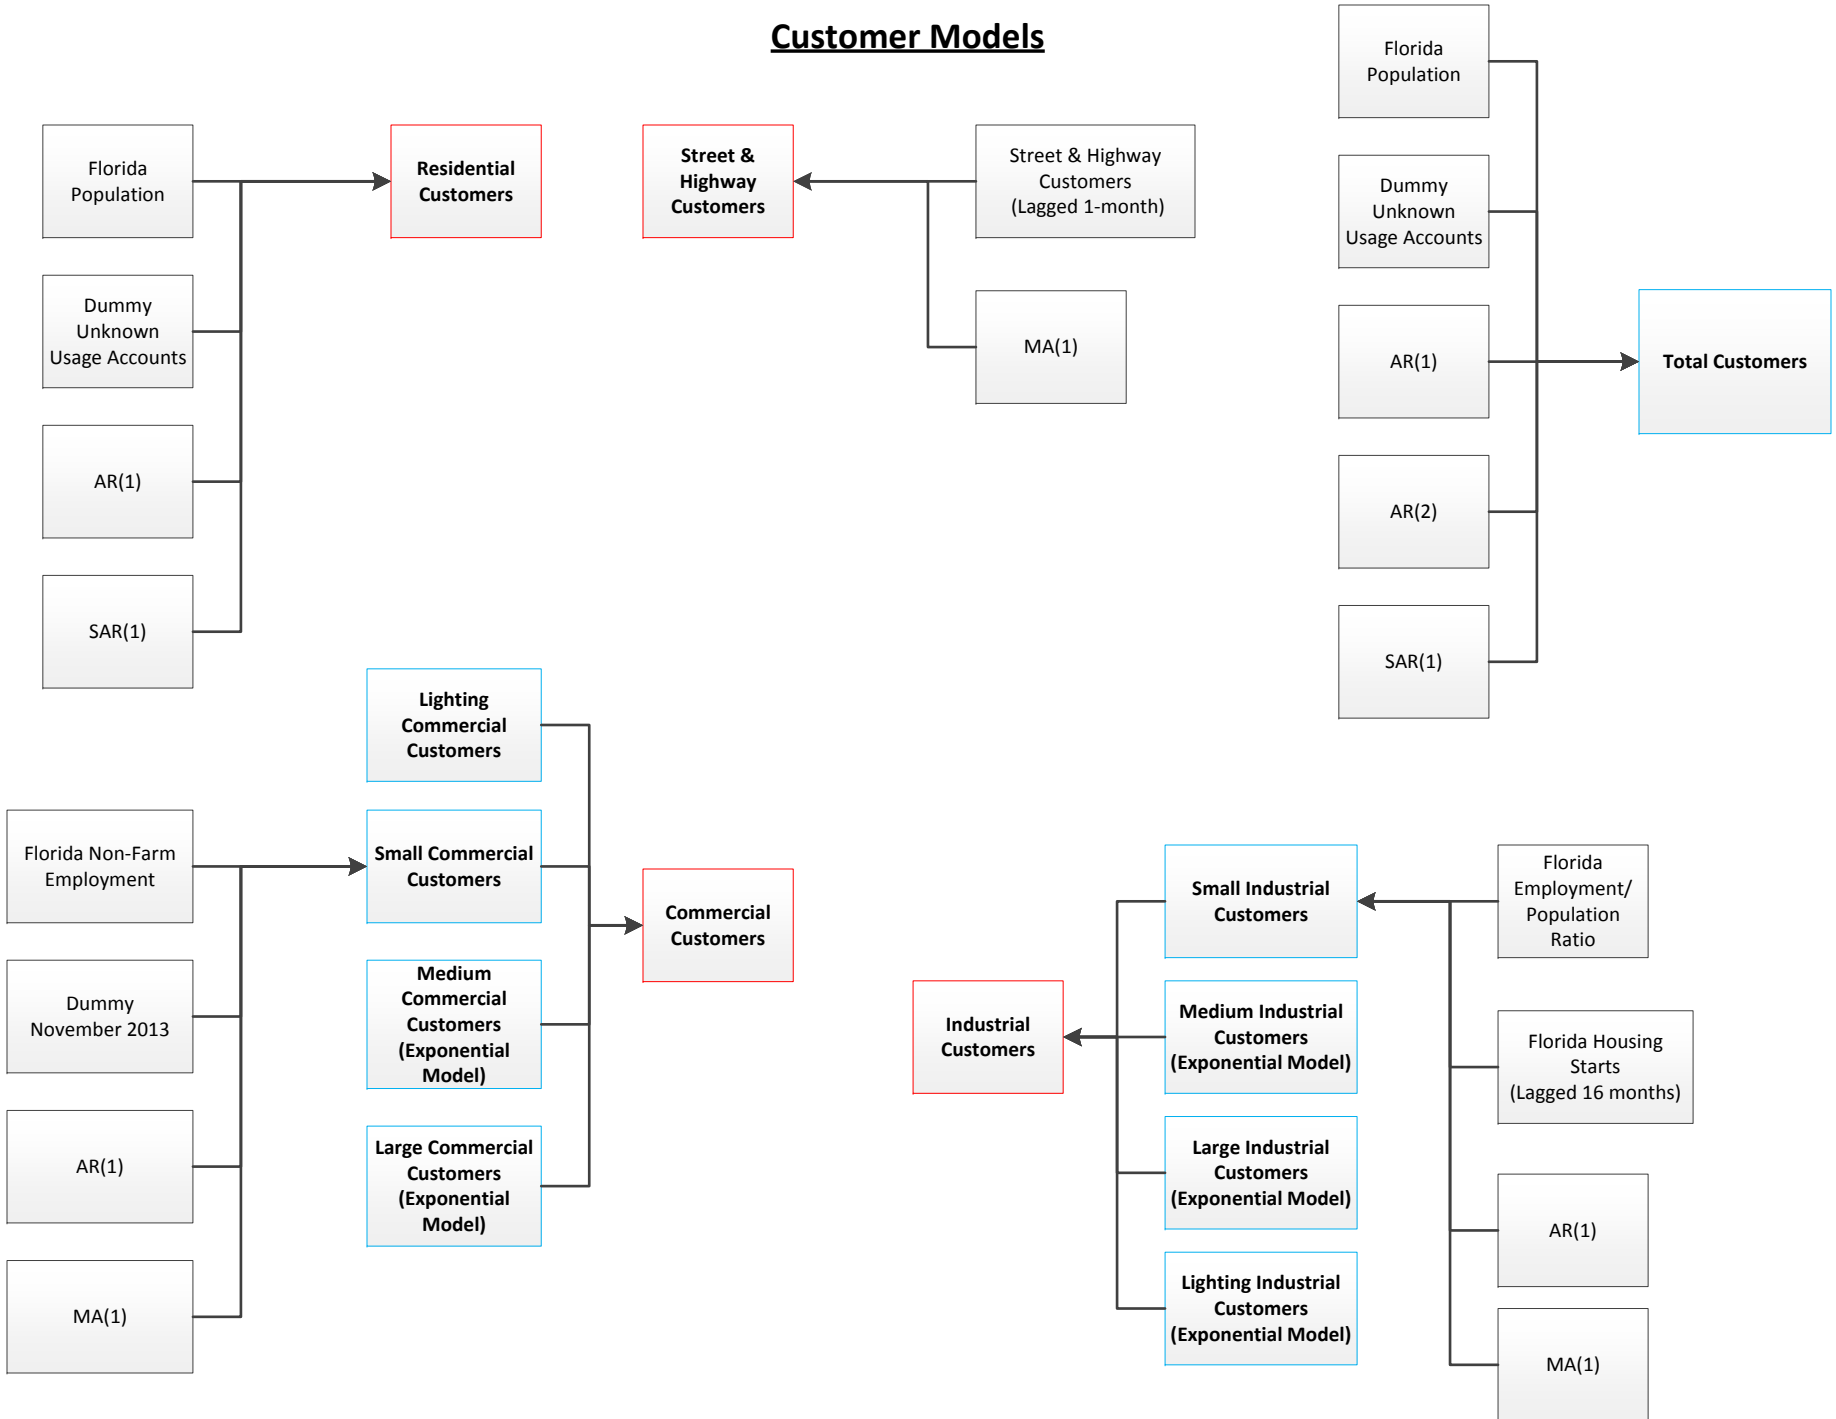 Customer Models
Florida
Population
Dummy
Unknown
Usage Accounts
AR(1)
SAR(1)
Residential
Customers
Street &
Highway
Customers
Street & Highway
Customers
(Lagged 1-month)
MA(1)
Florida
Population
Dummy
Unknown
Usage Accounts
AR(1)
AR(2)
SAR(1)
Total Customers
Florida Non-Farm
Employment
Dummy
November 2013
AR(1)
MA(1)
Lighting
Commercial
Customers
Small Commercial
Customers
Medium
Commercial
Customers
(Exponential
Model)
Large Commercial
Customers
(Exponential
Model)
Commercial
Customers
Industrial
Customers
Small Industrial
Customers
Medium Industrial
Customers
(Exponential Model)
Large Industrial
Customers
(Exponential Model)
Lighting Industrial
Customers
(Exponential Model)
Florida
Employment/
Population
Ratio
Florida Housing
Starts
(Lagged 16 months)
AR(1)
MA(1)